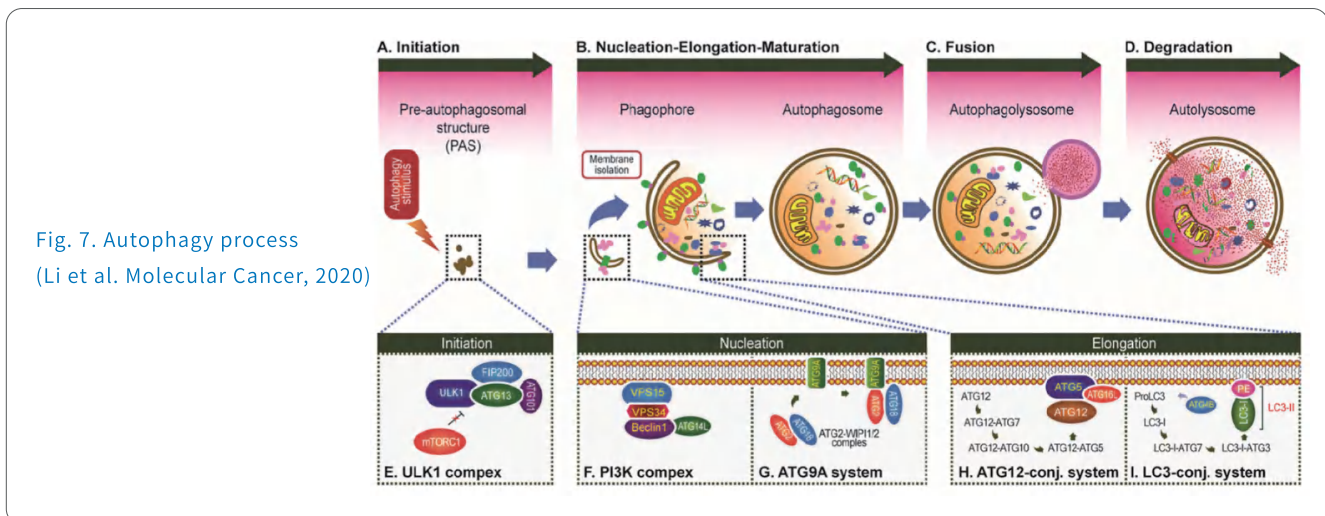 Fig. 7. Autophagy process
(Li et al. Molecular Cancer, 2020)
A. Initiation
B. Nucleation-Elongation-Maturation
C. Fusion
D. Degradation
Pre-autophagosomal
structure
(PAS)
Phagophore
Autophagosome
Autophagolysosome
Autolysosome
Autophagy
stimulus
Membrane
isolation
Initiation
FIP200
ULK1
ATG13
ATG101
mTORC1
E. ULK1 compex
Nucleation
VPS15
VPS34
Beclin1
ATG14L
F. PI3K compex
ATG9A
ATG9A
ATG2
ATG18
ATG2
ATG18
ATG2-WIPI1/2
comples
G. ATG9A system
Elongation
ATG12
ATG12-ATG7
ATG12-ATG10
ATG12-ATG5
ATG5
ATG16L
ATG12
H. ATG12-conj. system
ProLC3
ATG4B
LC3-I
LC3-I-ATG7
LC3-I-ATG3
PE
LC3-I
LC3-II
I. LC3-conj. system